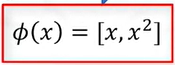 ϕ(x) = [x, x²]